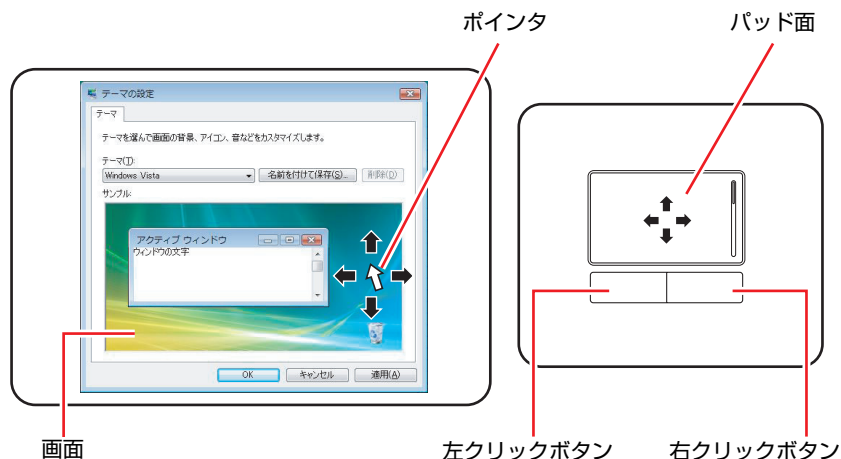 ポインタ
パッド面
テーマの設定
テーマ
テーマを選んで画面の背景、アイコン、音などをカスタマイズします。
テーマ(T):
Windows Vista
名前を付けて保存(S)...
削除(D)
サンプル:
アクティブ ウィンドウ
ウィンドウの文字
OK
キャンセル
適用(A)
画面
左クリックボタン
右クリックボタン